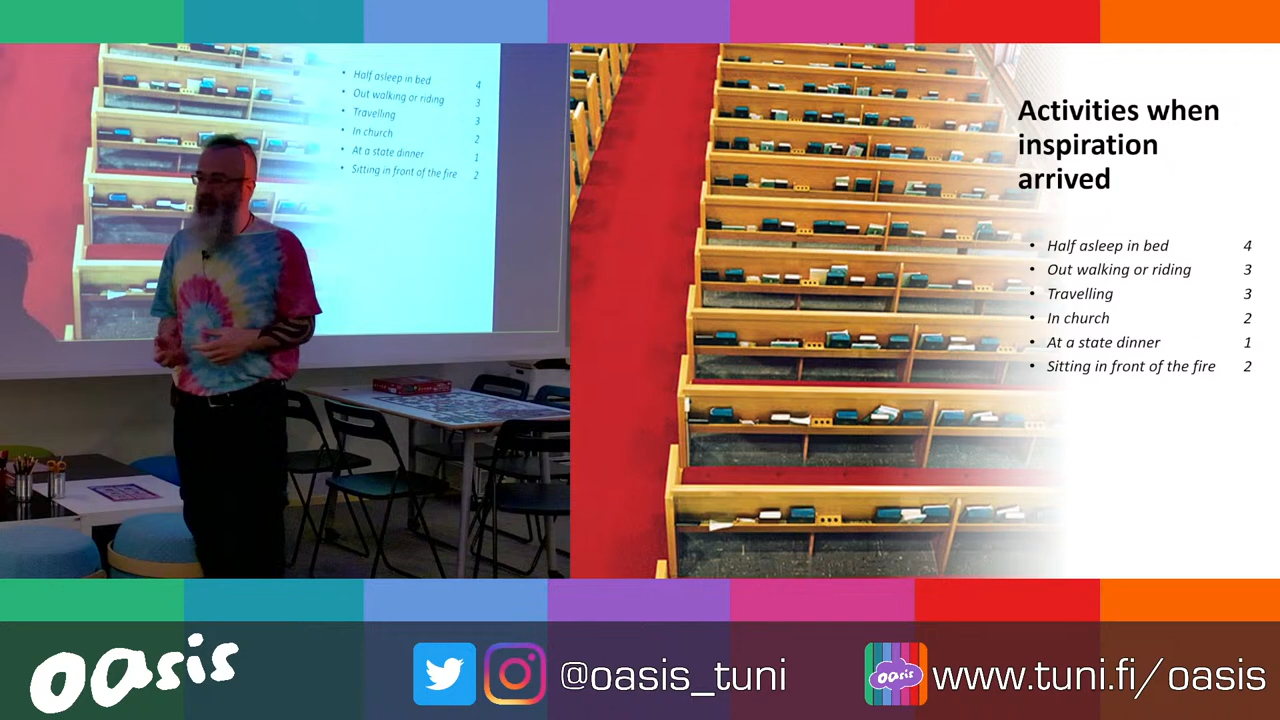 • Half asleep in bed 4
• Out walking or riding 3
• Travelling 3
• In church 2
• At a state dinner 1
• Sitting in front of the fire 2
Activities when
inspiration
arrived
• Half asleep in bed 4
• Out walking or riding 3
• Travelling 3
• In church 2
• At a state dinner 1
• Sitting in front of the fire 2
oasis
@oasis_tuni
oasis
www.tuni.fi/oasis